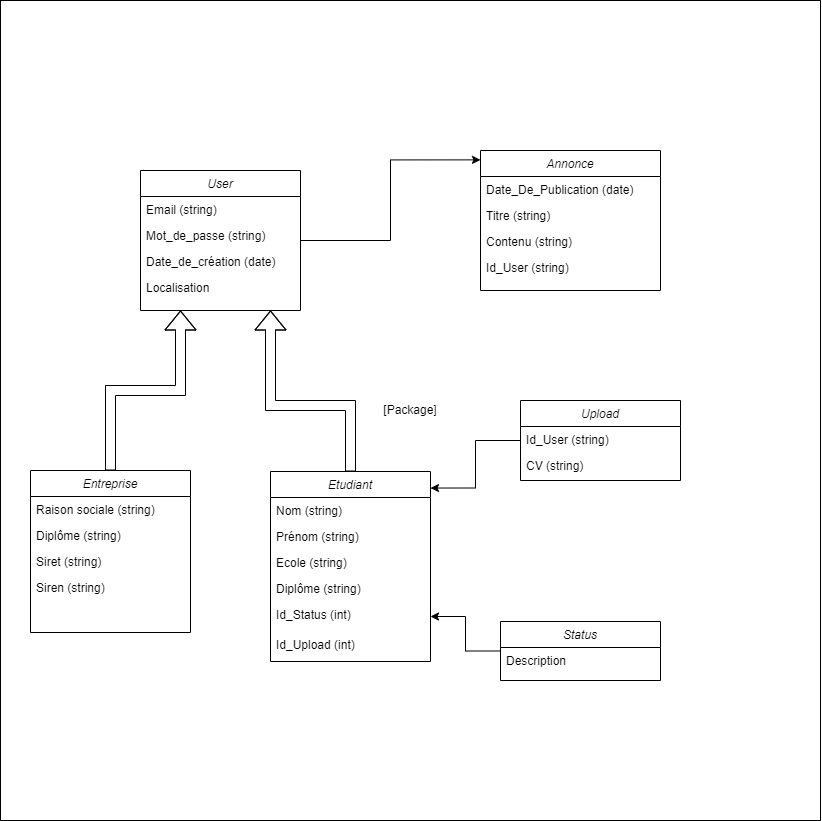 User
Email (string)
Mot_de_passe (string)
Date_de_création (date)
Localisation
Annonce
Date_De_Publication (date)
Titre (string)
Contenu (string)
Id_User (string)
[Package]
Upload
Id_User (string)
CV (string)
Entreprise
Raison sociale (string)
Diplôme (string)
Siret (string)
Siren (string)
Etudiant
Nom (string)
Prénom (string)
Ecole (string)
Diplôme (string)
Id_Status (int)
Id_Upload (int)
Status
Description